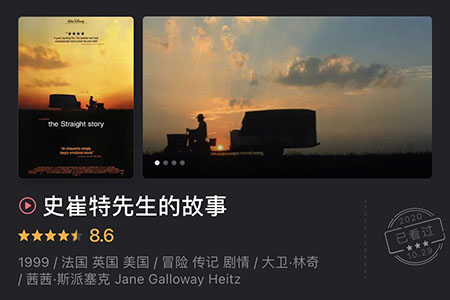 the Straight story
史崔特先生的故事
8.6
1999 / 法国 英国 美国 / 冒险 传记 剧情 / 大卫·林奇
/ 茜茜·斯派塞克 Jane Galloway Heitz
2020
已看过
10.29